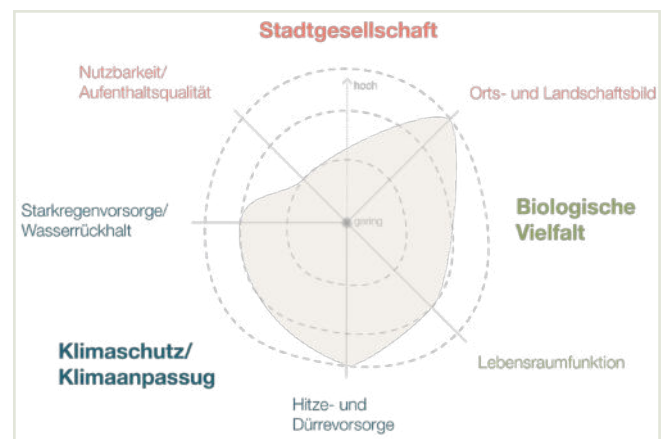 Stadtgesellschaft
Nutzbarkeit/
Aufenthaltsqualität
hoch
Orts- und Landschaftsbild
Starkregenvorsorge/
Wasserrückhalt
gering
Biologische
Vielfalt
Klimaschutz/
Klimaanpassug
Lebensraumfunktion
Hitze- und
Dürrevorsorge